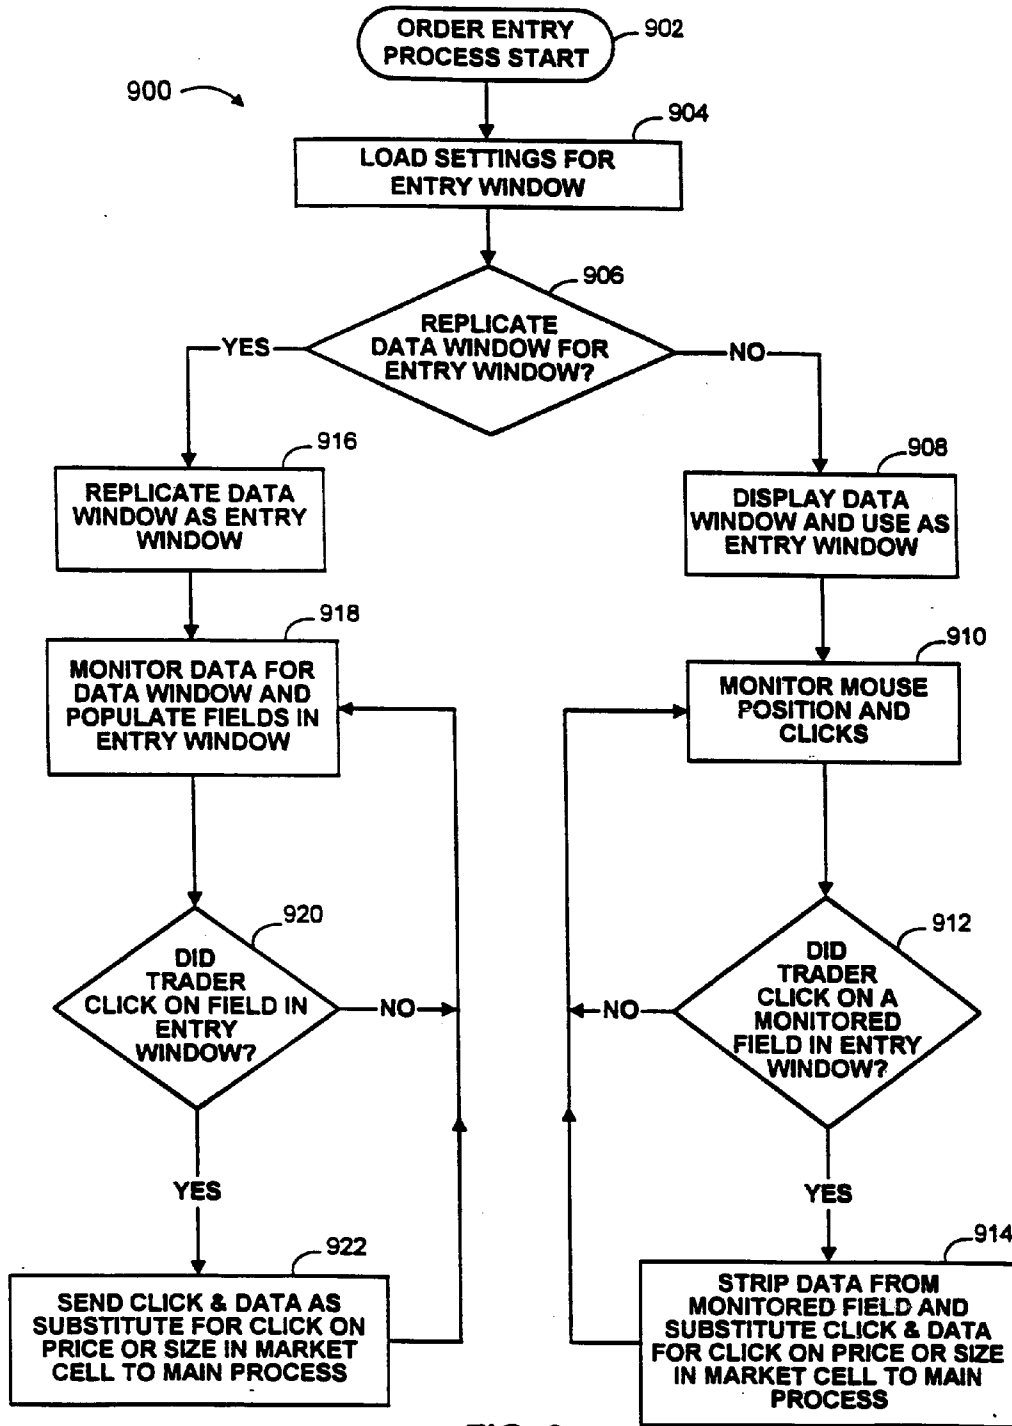 ORDER ENTRY
PROCESS START
902
900
904
LOAD SETTINGS FOR
ENTRY WINDOW
906
REPLICATE
DATA WINDOW FOR
ENTRY WINDOW?
YES
NO
916
REPLICATE DATA
WINDOW AS ENTRY
WINDOW
908
DISPLAY DATA
WINDOW AND USE AS
ENTRY WINDOW
918
MONITOR DATA FOR
DATA WINDOW AND
POPULATE FIELDS IN
ENTRY WINDOW
910
MONITOR MOUSE
POSITION AND
CLICKS
920
DID
TRADER
CLICK ON FIELD IN
ENTRY
WINDOW?
NO
912
DID
TRADER
CLICK ON A
MONITORED
FIELD IN ENTRY
WINDOW?
NO
YES
YES
922
SEND CLICK & DATA AS
SUBSTITUTE FOR CLICK ON
PRICE OR SIZE IN MARKET
CELL TO MAIN PROCESS
914
STRIP DATA FROM
MONITORED FIELD AND
SUBSTITUTE CLICK & DATA
FOR CLICK ON PRICE OR SIZE
IN MARKET CELL TO MAIN
PROCESS